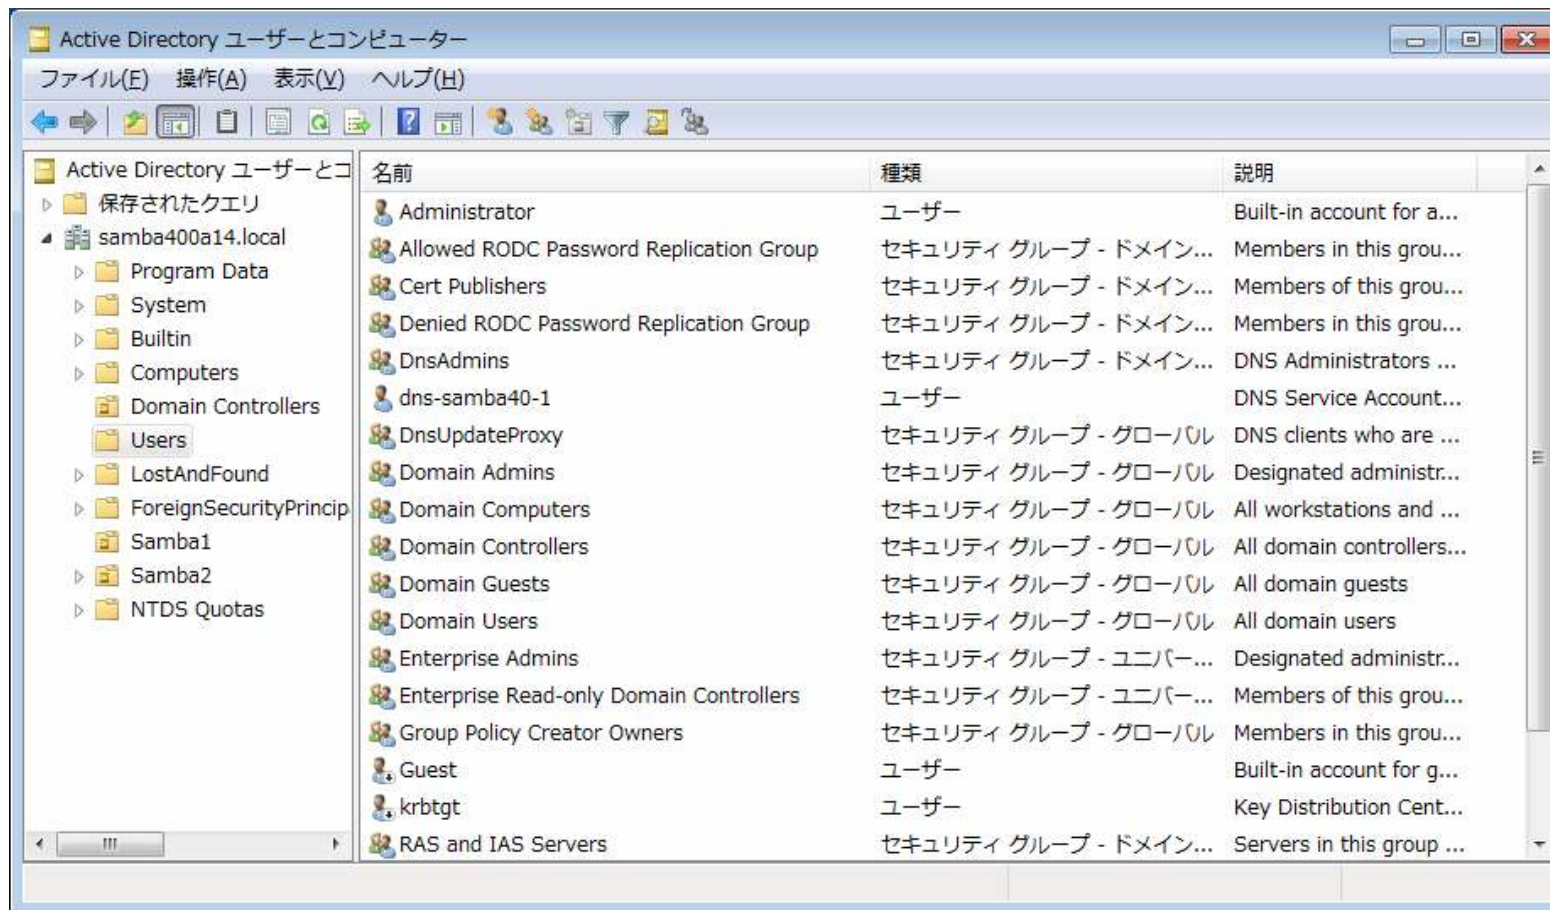 Active Directory ユーザーとコンピューター
ファイル(F) 操作(A) 表示(V) ヘルプ(H)
Active Directory ユーザーとコ
保存されたクエリ
samba400a14.local
Program Data
System
Builtin
Computers
Domain Controllers
Users
LostAndFound
ForeignSecurityPrincip
Samba1
Samba2
NTDS Quotas
名前 種類 説明
Administrator ユーザー Built-in account for a...
Allowed RODC Password Replication Group セキュリティ グループ - ドメイン... Members in this grou...
Cert Publishers セキュリティ グループ - ドメイン... Members of this grou...
Denied RODC Password Replication Group セキュリティ グループ - ドメイン... Members in this grou...
DnsAdmins セキュリティ グループ - ドメイン... DNS Administrators ...
dns-samba40-1 ユーザー DNS Service Account...
DnsUpdateProxy セキュリティ グループ - グローバル DNS clients who are ...
Domain Admins セキュリティ グループ - グローバル Designated administr...
Domain Computers セキュリティ グループ - グローバル All workstations and ...
Domain Controllers セキュリティ グループ - グローバル All domain controllers...
Domain Guests セキュリティ グループ - グローバル All domain guests
Domain Users セキュリティ グループ - グローバル All domain users
Enterprise Admins セキュリティ グループ - ユニバー... Designated administr...
Enterprise Read-only Domain Controllers セキュリティ グループ - ユニバー... Members of this grou...
Group Policy Creator Owners セキュリティ グループ - グローバル Members in this grou...
Guest ユーザー Built-in account for g...
krbtgt ユーザー Key Distribution Cent...
RAS and IAS Servers セキュリティ グループ - ドメイン... Servers in this group ...